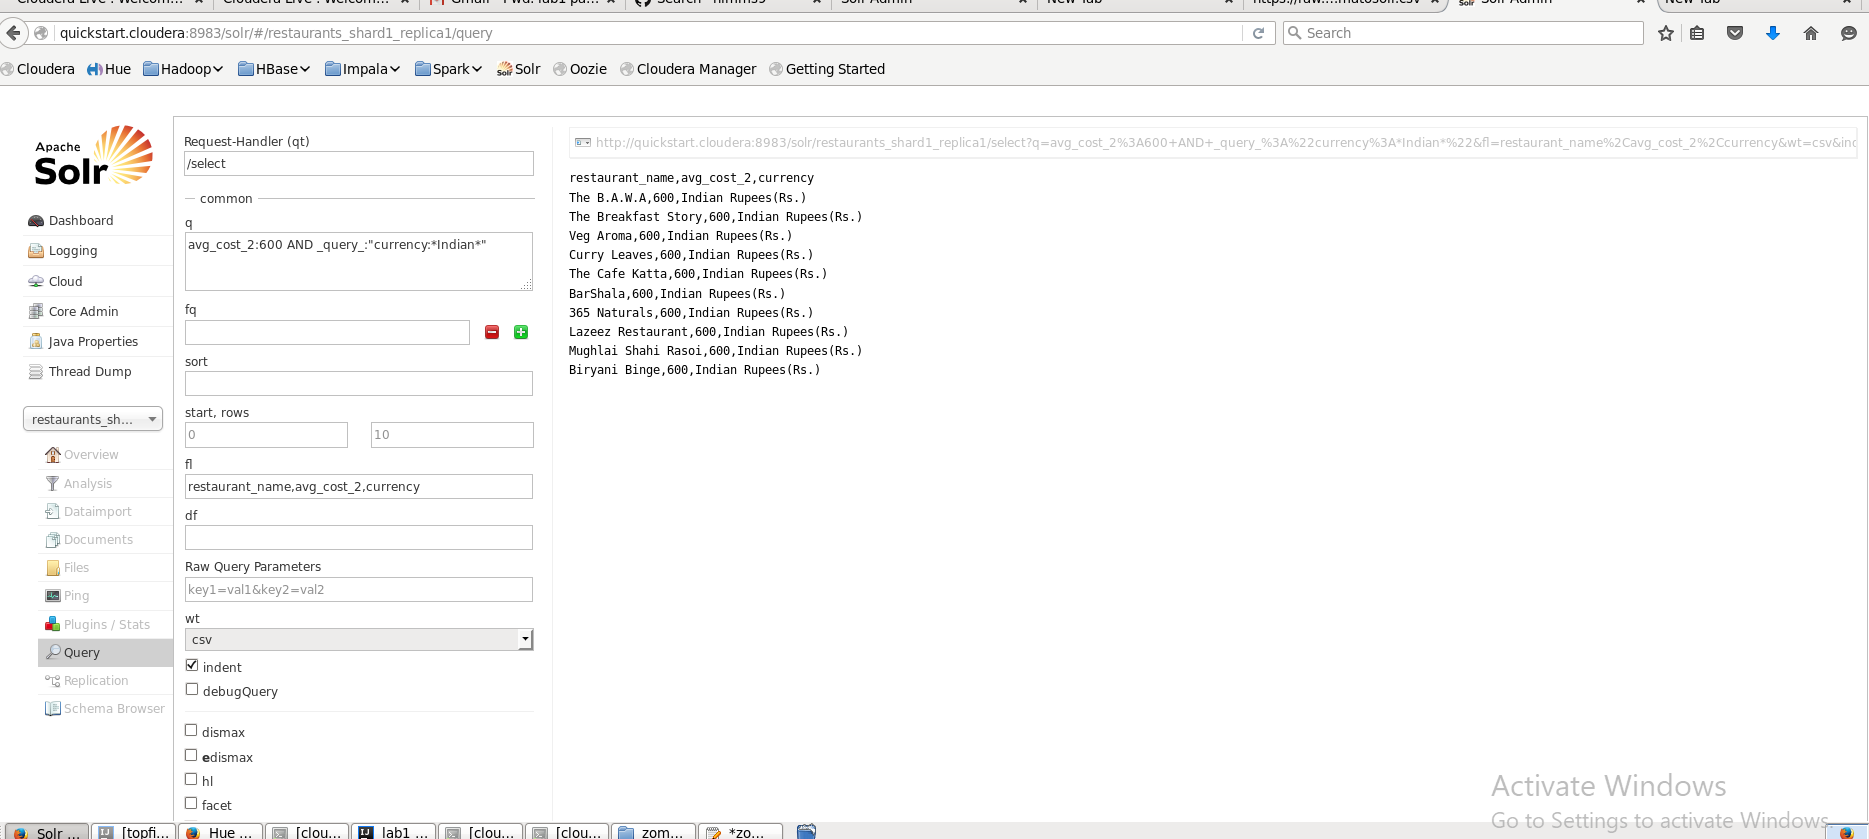 Cloudera Live : Welcom... Cloudera Live : Welcom... Gmail - Fwd: lab1 pa... Search · nimms9 Solr Admin New Tab https://raw....matosolr.csv Solr Admin New Tab
quickstart.cloudera:8983/solr/#/restaurants_shard1_replica1/query
Search
Cloudera Hue Hadoop HBase Impala Spark Solr Oozie Cloudera Manager Getting Started
Apache
Solr
Dashboard
Logging
Cloud
Core Admin
Java Properties
Thread Dump
restaurants_sh...
Overview
Analysis
Dataimport
Documents
Files
Ping
Plugins / Stats
Query
Replication
Schema Browser
Request-Handler (qt)
/select
common
q
avg_cost_2:600 AND _query_:"currency:*Indian*"
fq
sort
start, rows
0 10
fl
restaurant_name,avg_cost_2,currency
df
Raw Query Parameters
key1=val1&key2=val2
wt
csv
indent
debugQuery
dismax
edismax
hl
facet
http://quickstart.cloudera:8983/solr/restaurants_shard1_replica1/select?q=avg_cost_2%3A600+AND+_query_%3A%22currency%3A*Indian*%22&fl=restaurant_name%2Cavg_cost_2%2Ccurrency&wt=csv&inc
restaurant_name,avg_cost_2,currency
The B.A.W.A,600,Indian Rupees(Rs.)
The Breakfast Story,600,Indian Rupees(Rs.)
Veg Aroma,600,Indian Rupees(Rs.)
Curry Leaves,600,Indian Rupees(Rs.)
The Cafe Katta,600,Indian Rupees(Rs.)
BarShala,600,Indian Rupees(Rs.)
365 Naturals,600,Indian Rupees(Rs.)
Lazeez Restaurant,600,Indian Rupees(Rs.)
Mughlai Shahi Rasoi,600,Indian Rupees(Rs.)
Biryani Binge,600,Indian Rupees(Rs.)
Activate Windows
Go to Settings to activate Windows.
Solr ... [topfi... Hue ... [clou... lab1 ... [clou... [clou... zom... *zo...